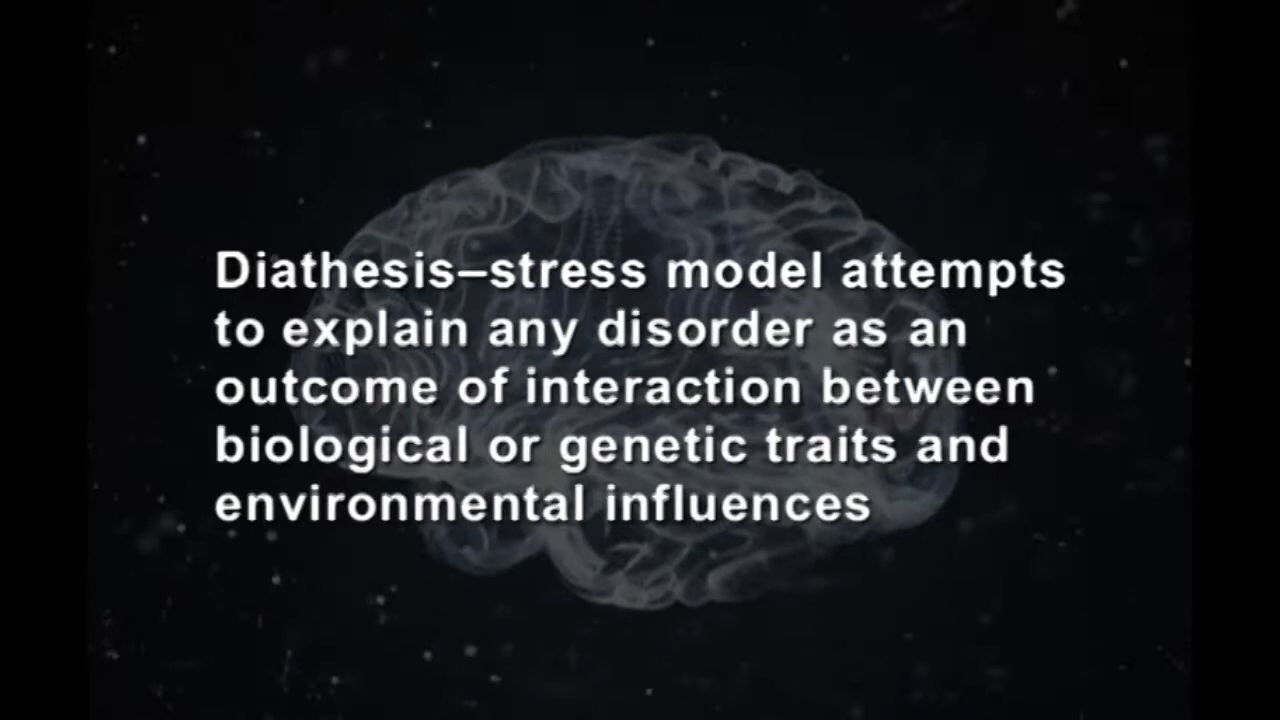 Diathesis–stress model attempts
to explain any disorder as an
outcome of interaction between
biological or genetic traits and
environmental influences